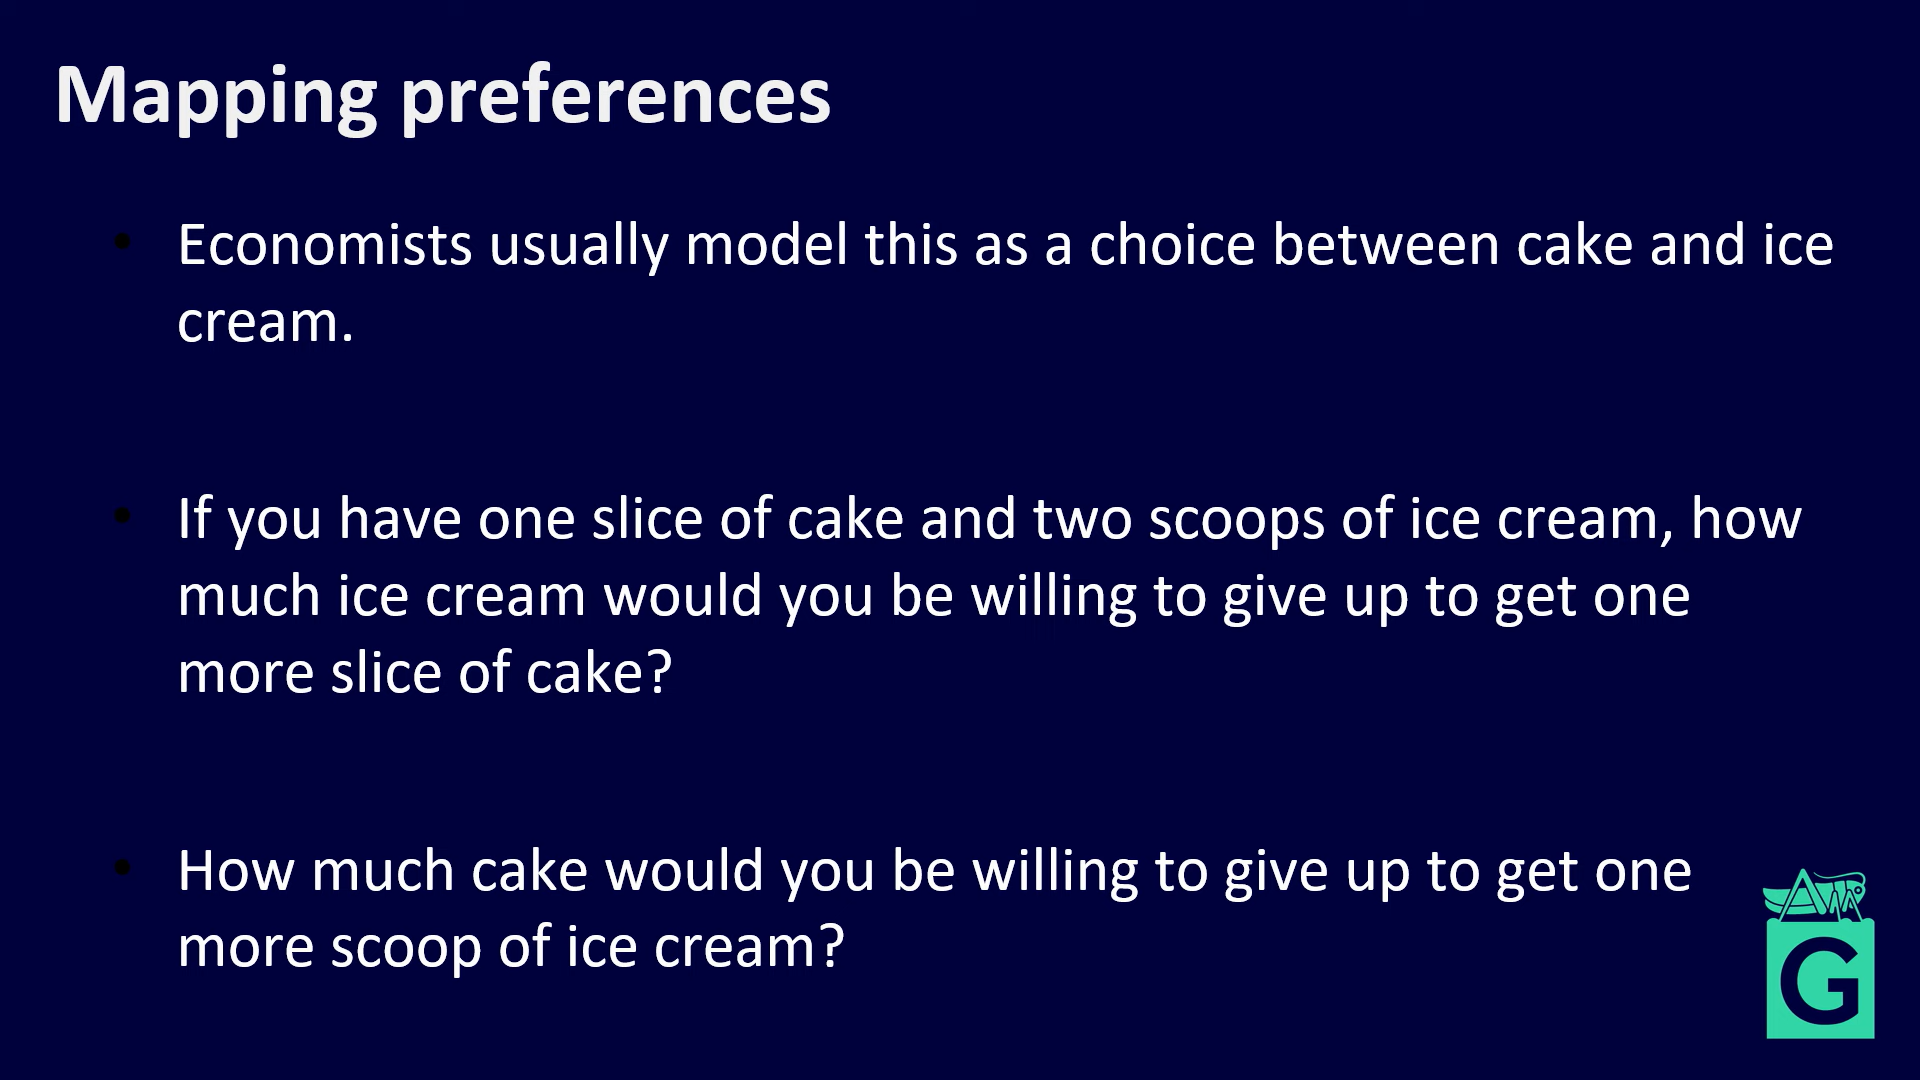 Mapping preferences
• Economists usually model this as a choice between cake and ice
cream.
• If you have one slice of cake and two scoops of ice cream, how
much ice cream would you be willing to give up to get one
more slice of cake?
• How much cake would you be willing to give up to get one
more scoop of ice cream?
G